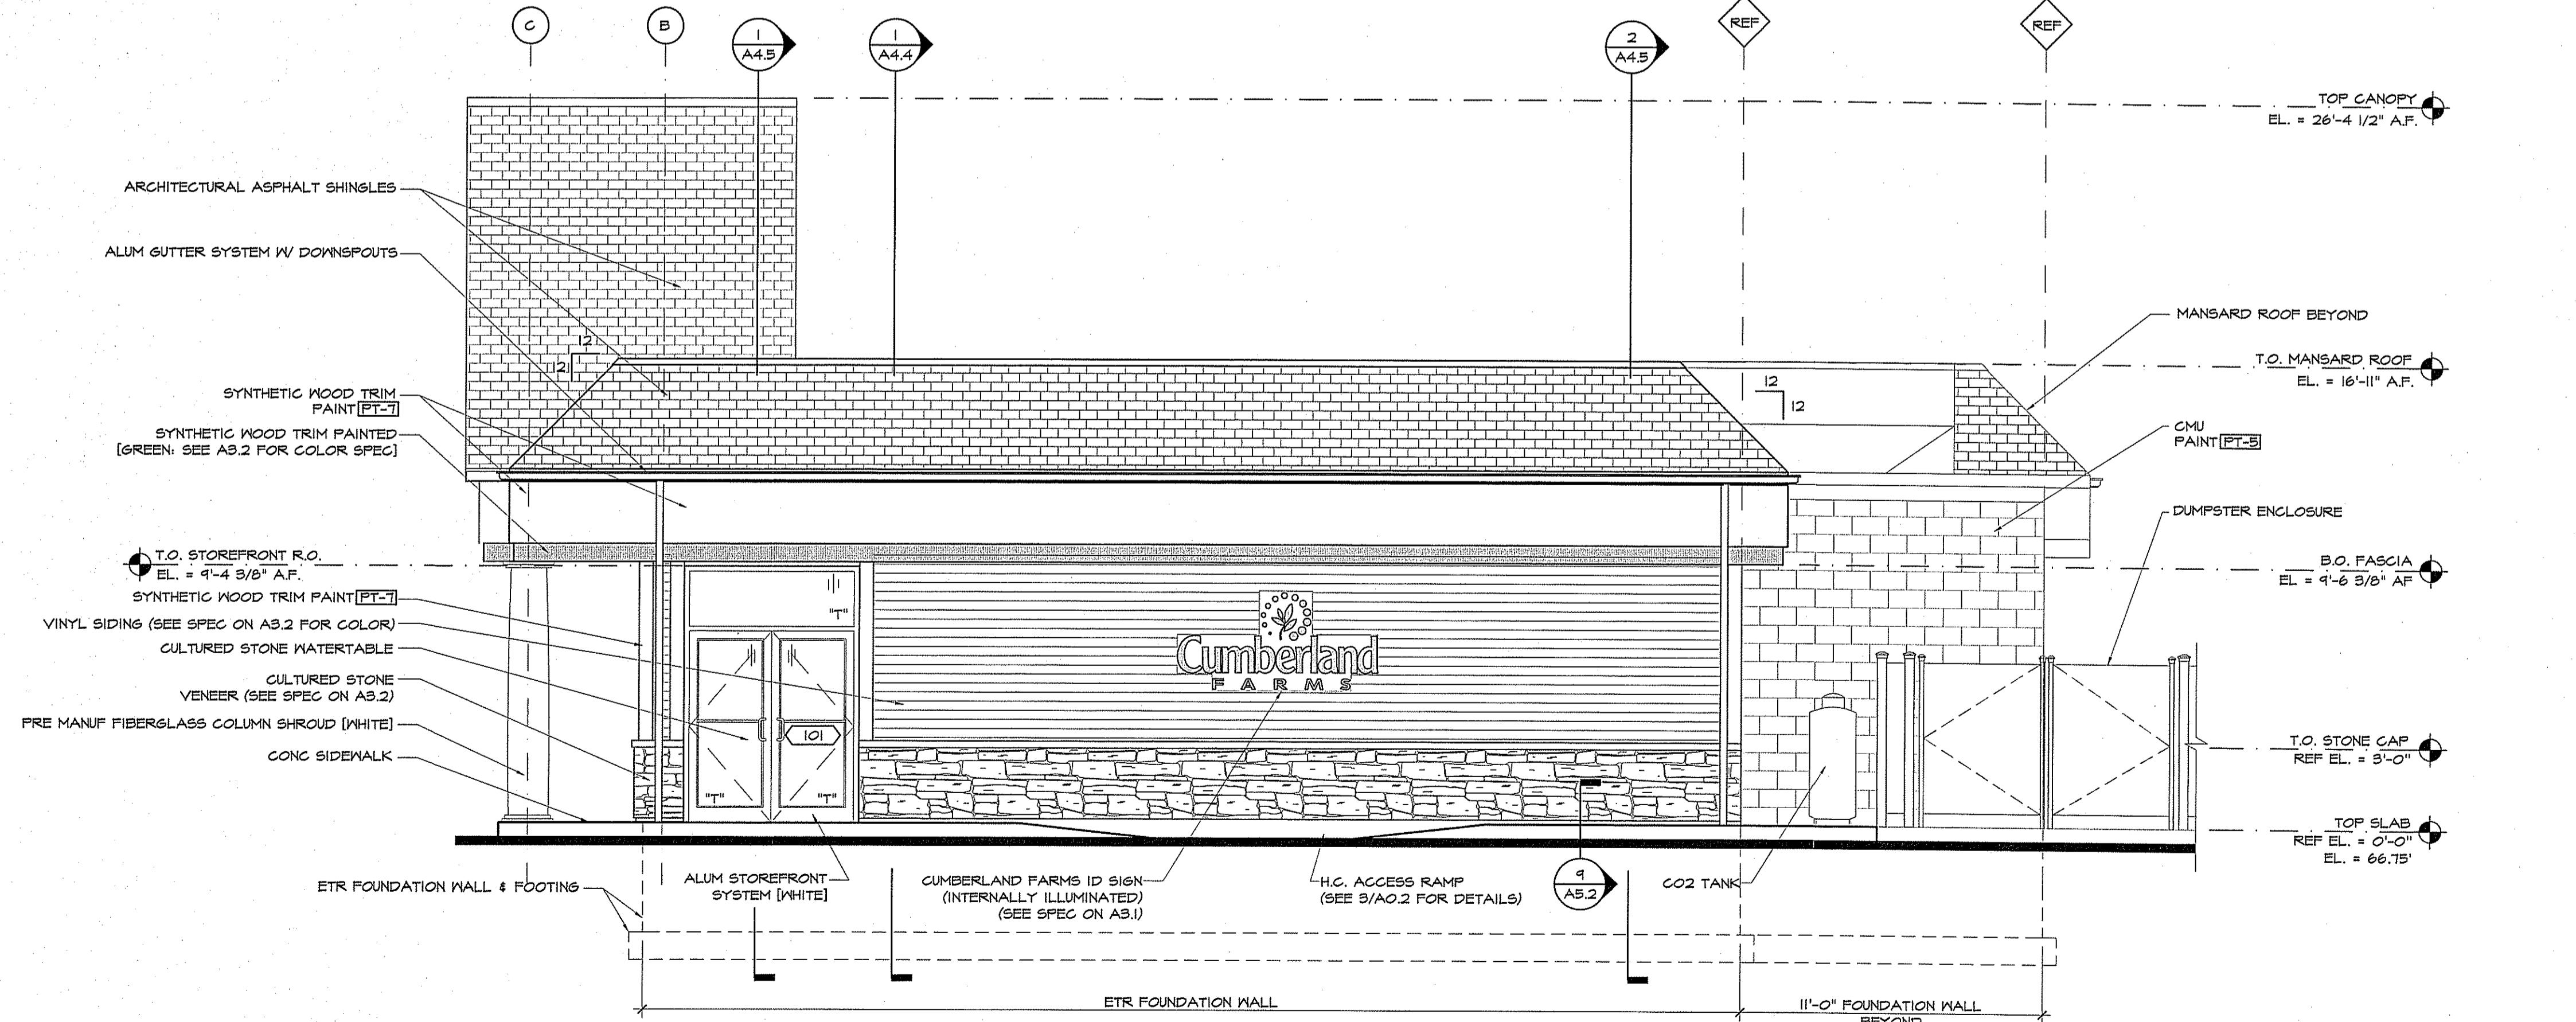 C
B
1
A4.5
1
A4.4
2
A4.5
REF
REF
TOP CANOPY
EL. = 26'-4 1/2" A.F.
ARCHITECTURAL ASPHALT SHINGLES
ALUM GUTTER SYSTEM W/ DOWNSPOUTS
MANSARD ROOF BEYOND
12
12
T.O. MANSARD ROOF
EL. = 16'-11" A.F.
12
12
SYNTHETIC WOOD TRIM
PAINT PT-7
SYNTHETIC WOOD TRIM PAINTED
[GREEN: SEE A3.2 FOR COLOR SPEC]
CMU
PAINT PT-5
DUMPSTER ENCLOSURE
T.O. STOREFRONT R.O.
EL. = 9'-4 3/8" A.F.
B.O. FASCIA
EL = 9'-6 3/8" AF
SYNTHETIC WOOD TRIM PAINT PT-7
VINYL SIDING (SEE SPEC ON A3.2 FOR COLOR)
CULTURED STONE WATERTABLE
CULTURED STONE
VENEER (SEE SPEC ON A3.2)
PRE MANUF FIBERGLASS COLUMN SHROUD [WHITE]
CONC SIDEWALK
"T"
101
"T"
"T"
Cumberland
FARMS
T.O. STONE CAP
REF EL. = 3'-0"
TOP SLAB
REF EL. = 0'-0"
EL. = 66.75'
ETR FOUNDATION WALL & FOOTING
ALUM STOREFRONT
SYSTEM [WHITE]
CUMBERLAND FARMS ID SIGN
(INTERNALLY ILLUMINATED)
(SEE SPEC ON A3.1)
H.C. ACCESS RAMP
(SEE 3/A0.2 FOR DETAILS)
9
A5.2
CO2 TANK
ETR FOUNDATION WALL
11'-0" FOUNDATION WALL
BEYOND